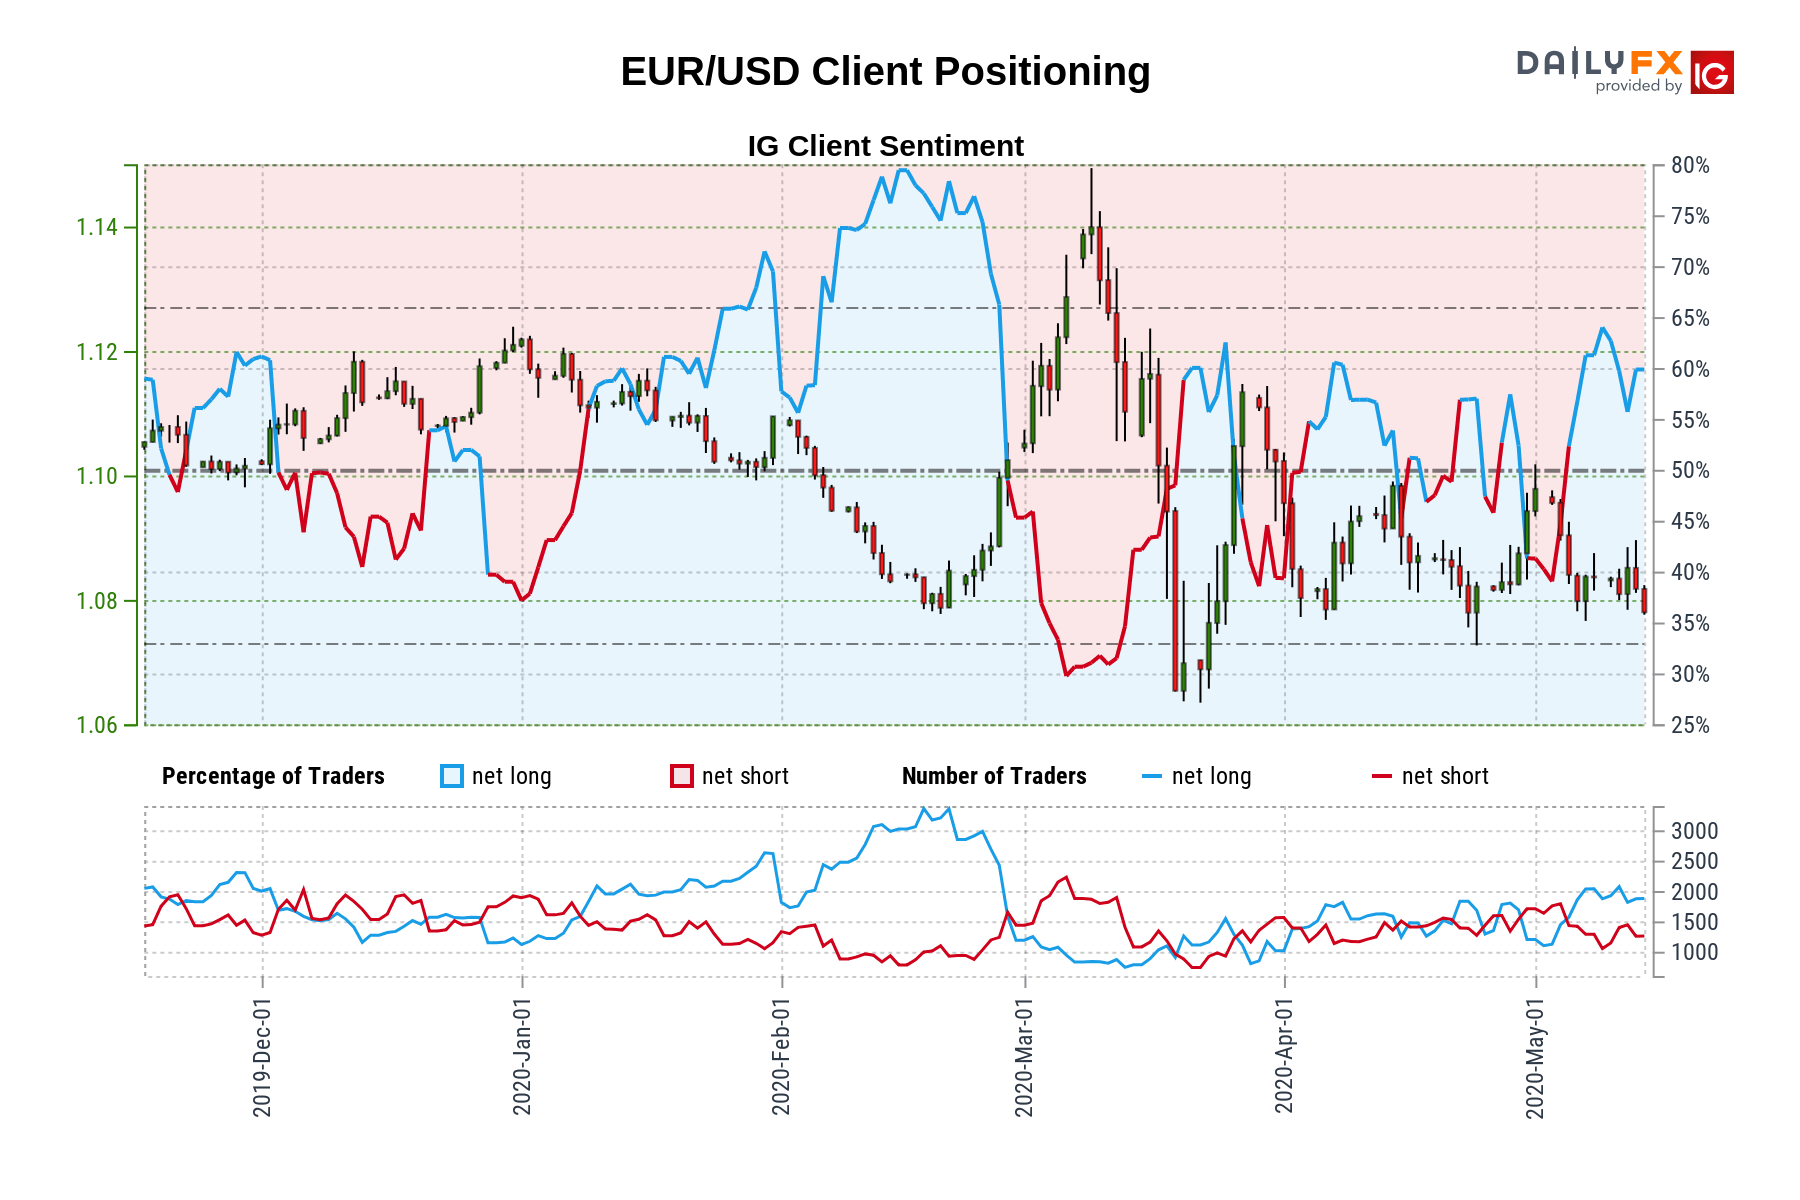 EUR/USD Client Positioning
DAILYFX
provided by IG
IG Client Sentiment
1.14
1.12
1.10
1.08
1.06
80%
75%
70%
65%
60%
55%
50%
45%
40%
35%
30%
25%
Percentage of Traders net long net short Number of Traders net long net short
3000
2500
2000
1500
1000
2019-Dec-01
2020-Jan-01
2020-Feb-01
2020-Mar-01
2020-Apr-01
2020-May-01